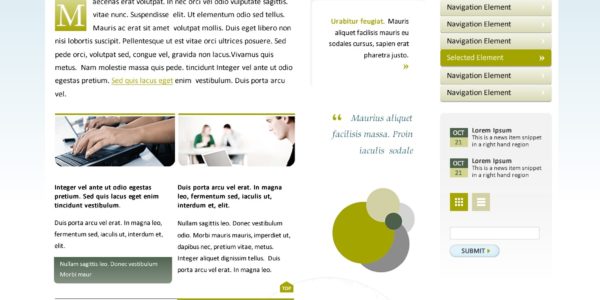 M
aecenas erat volutpat. In nec orci vel odio vulputate sagittis.
vitae nunc. Suspendisse elit. Ut elementum odio sed tellus.
Mauris ac erat sit amet volutpat mollis. Duis eget libero non
nisi lobortis suscipit. Pellentesque ut est vitae orci ultrices posuere. Sed
pede orci, volutpat sed, congue vel, gravida non lacus.Vivamus quis
metus. Nam molestie massa quis pede. tincidunt Integer vel ante ut odio
egestas pretium. Sed quis lacus eget enim vestibulum. Duis porta arcu
vel.
Urabitur feugiat. Mauris
aliquet facilisis mauris eu
sodales cursus, sapien erat
pharetra justo.
»
Navigation Element
Navigation Element
Navigation Element
Selected Element »
Navigation Element
Navigation Element
“ Maurius aliquet
facilisis massa. Proin
iaculis sodale
OCT
21
Lorem Ipsum
This is a news item snippet
in a right hand region
OCT
21
Lorem Ipsum
This is a news item snippet
in a right hand region
Integer vel ante ut odio egestas
pretium. Sed quis lacus eget enim
tincidunt vestibulum.
Duis porta arcu vel erat. In magna leo,
fermentum sed, iaculis ut, interdum et,
elit.
Nullam sagittis leo. Donec vestibulum
Morbi maur
Duis porta arcu vel erat. In magna leo,
fermentum sed, iaculis ut, interdum et,
elit.
Nullam sagittis leo. Donec vestibulum
odio. Morbi mauris mauris, imperdiet ut,
dapibus nec, pretium vitae, metus.
Integer aliquet dignissim tellus. Duis
porta arcu vel erat. In magna leo.
TOP
SUBMIT »